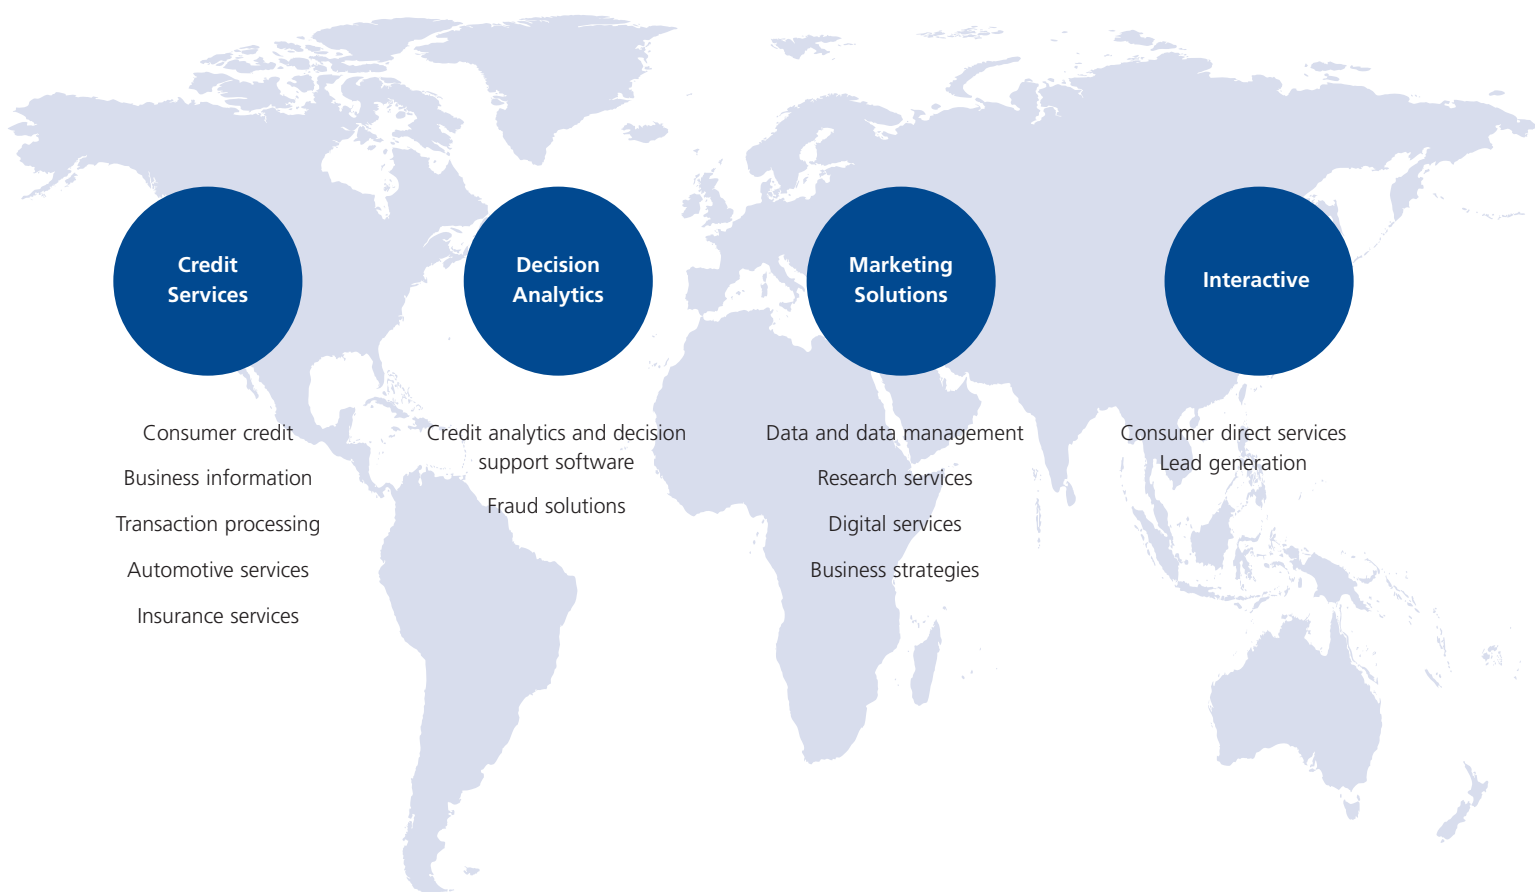 Credit
Services
Consumer credit
Business information
Transaction processing
Automotive services
Insurance services
Decision
Analytics
Credit analytics and decision
support software
Fraud solutions
Marketing
Solutions
Data and data management
Research services
Digital services
Business strategies
Interactive
Consumer direct services
Lead generation